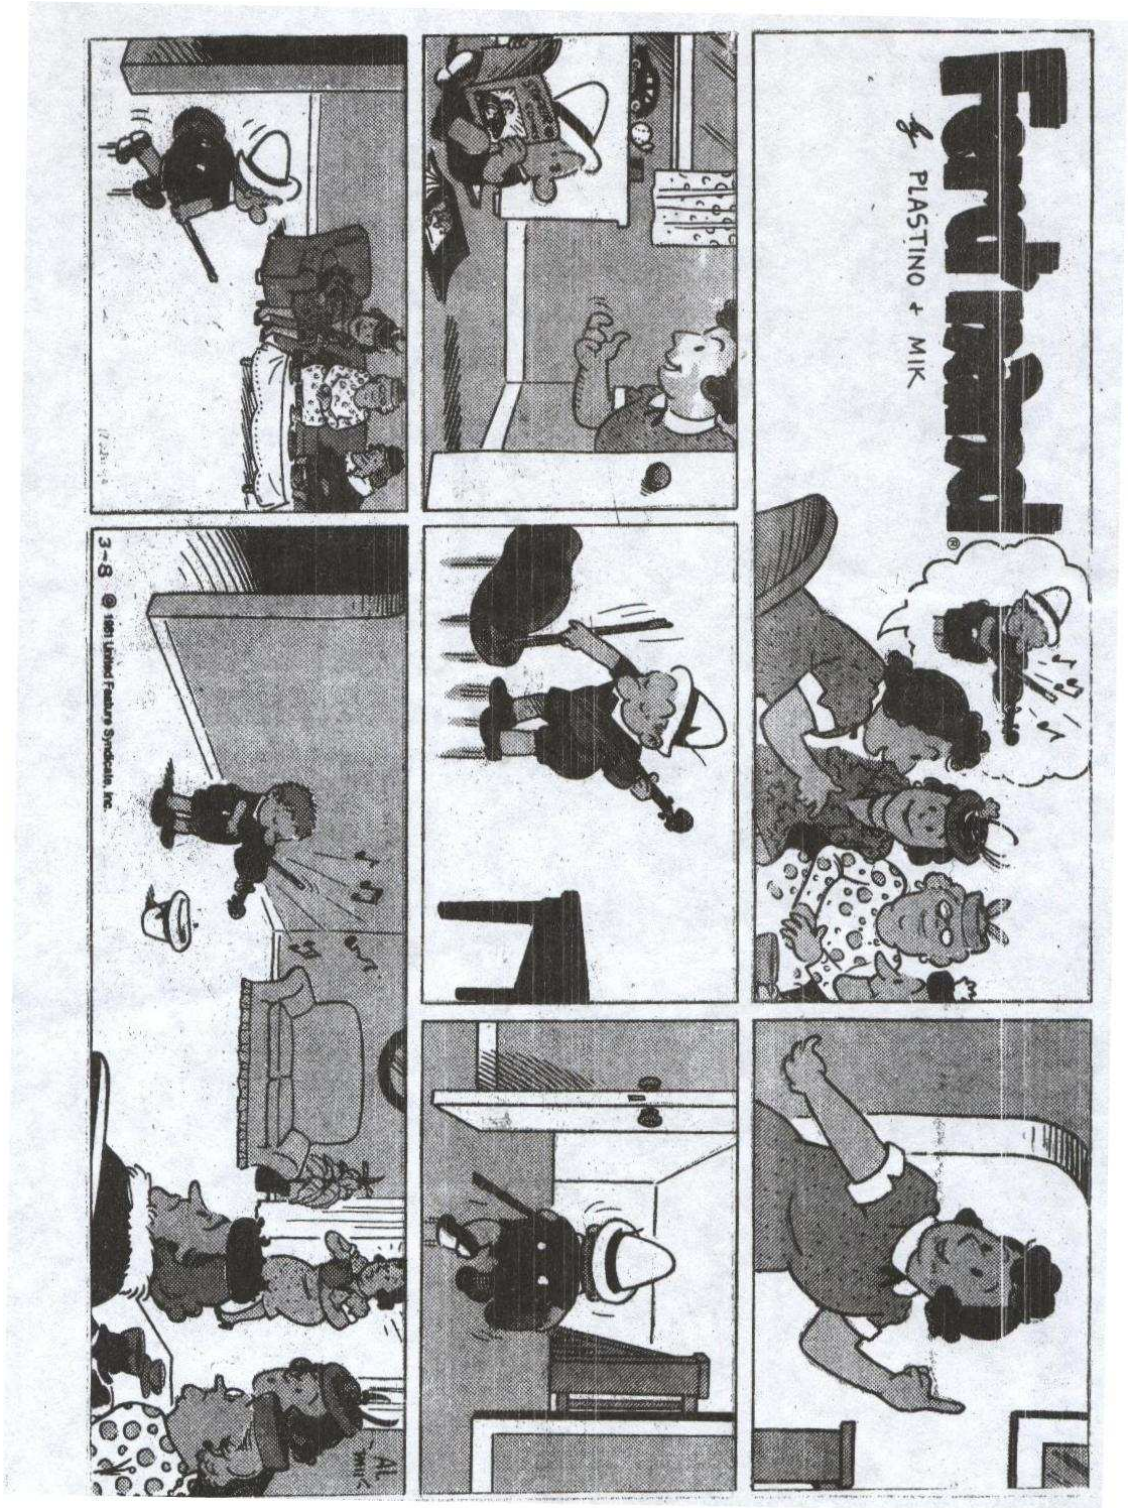 Ferd'nand®
By PLASTINO + MIK
3-8 © 1981 United Feature Syndicate, Inc.
AL
+ MIK